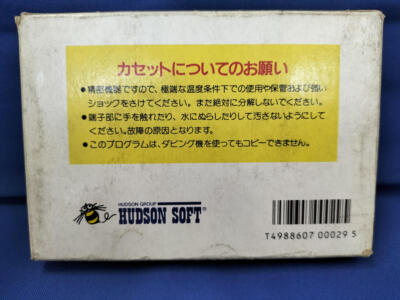 カセットについてのお願い
●精密機器ですので、極端な温度条件下での使用や保管および強い
ショップをさけてください。また絶対に分解しないでください。
●端子部に手を触れたり、水にぬらしたりして汚さないようにして
ください。故障の原因となります。
●このプログラムは、ダビング機を使ってもコピーできません。
HUDSON GROUP
HUDSON SOFT®
T4988607 00029 5